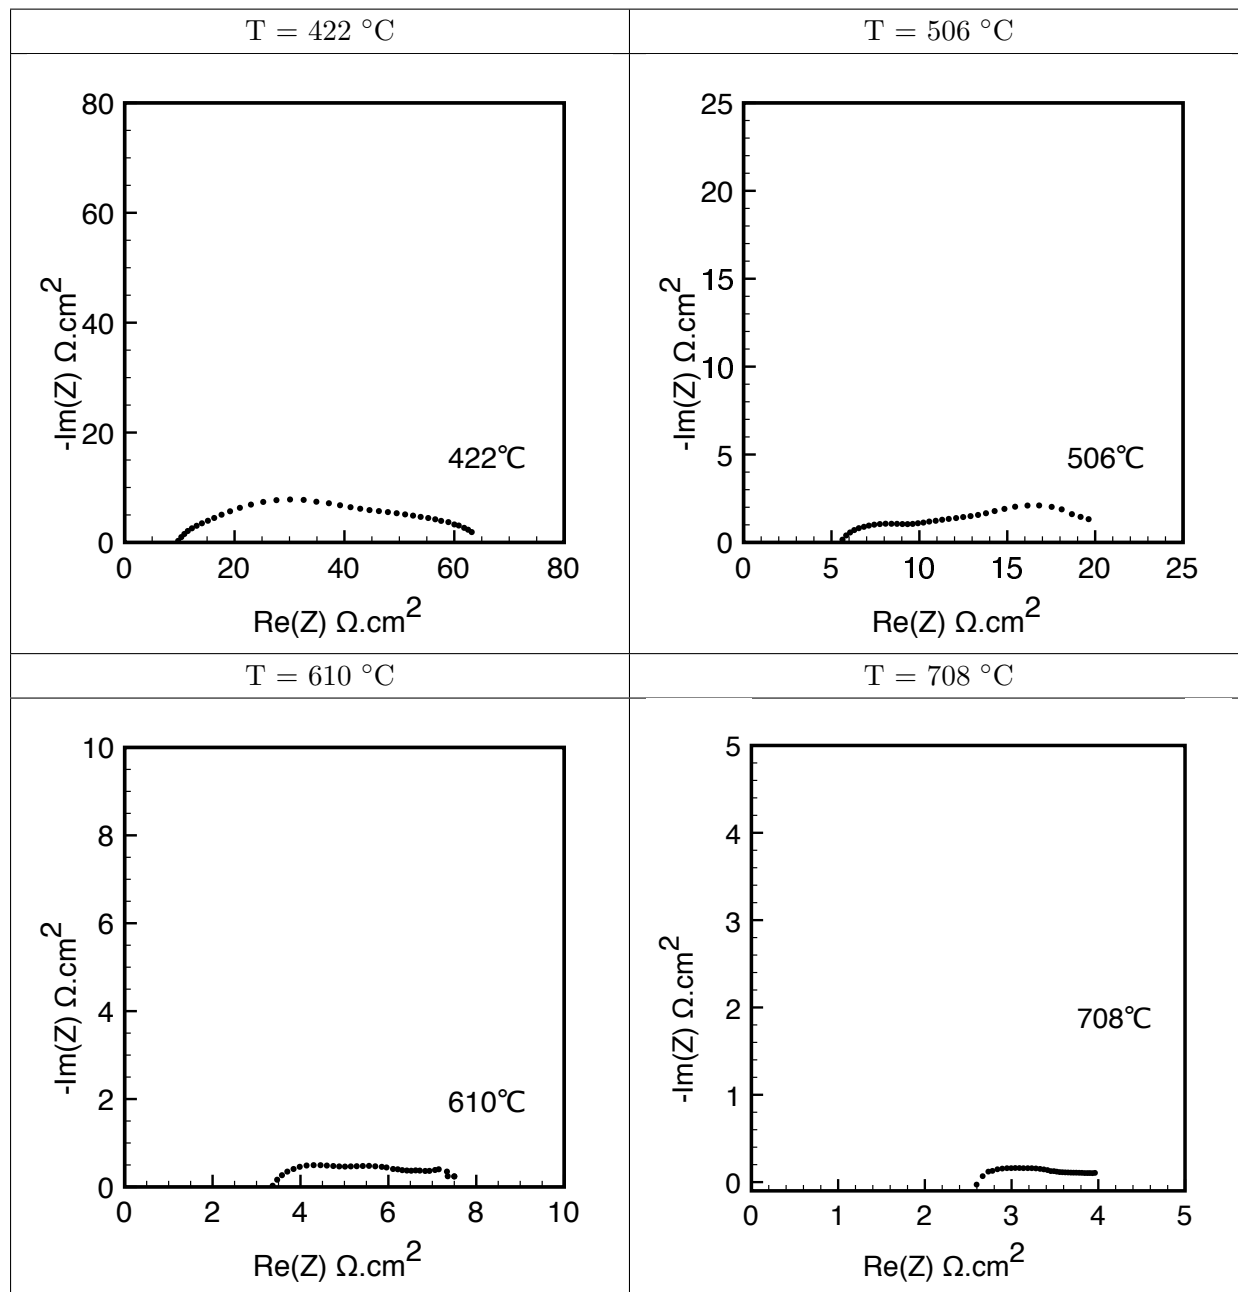 T = 422 °C
T = 506 °C
80
60
40
20
0
-Im(Z) Ω.cm2
422℃
0 20 40 60 80
Re(Z) Ω.cm2
25
20
15
10
5
0
-Im(Z) Ω.cm2
506℃
0 5 10 15 20 25
Re(Z) Ω.cm2
T = 610 °C
T = 708 °C
10
8
6
4
2
0
-Im(Z) Ω.cm2
610℃
0 2 4 6 8 10
Re(Z) Ω.cm2
5
4
3
2
1
0
-Im(Z) Ω.cm2
708℃
0 1 2 3 4 5
Re(Z) Ω.cm2